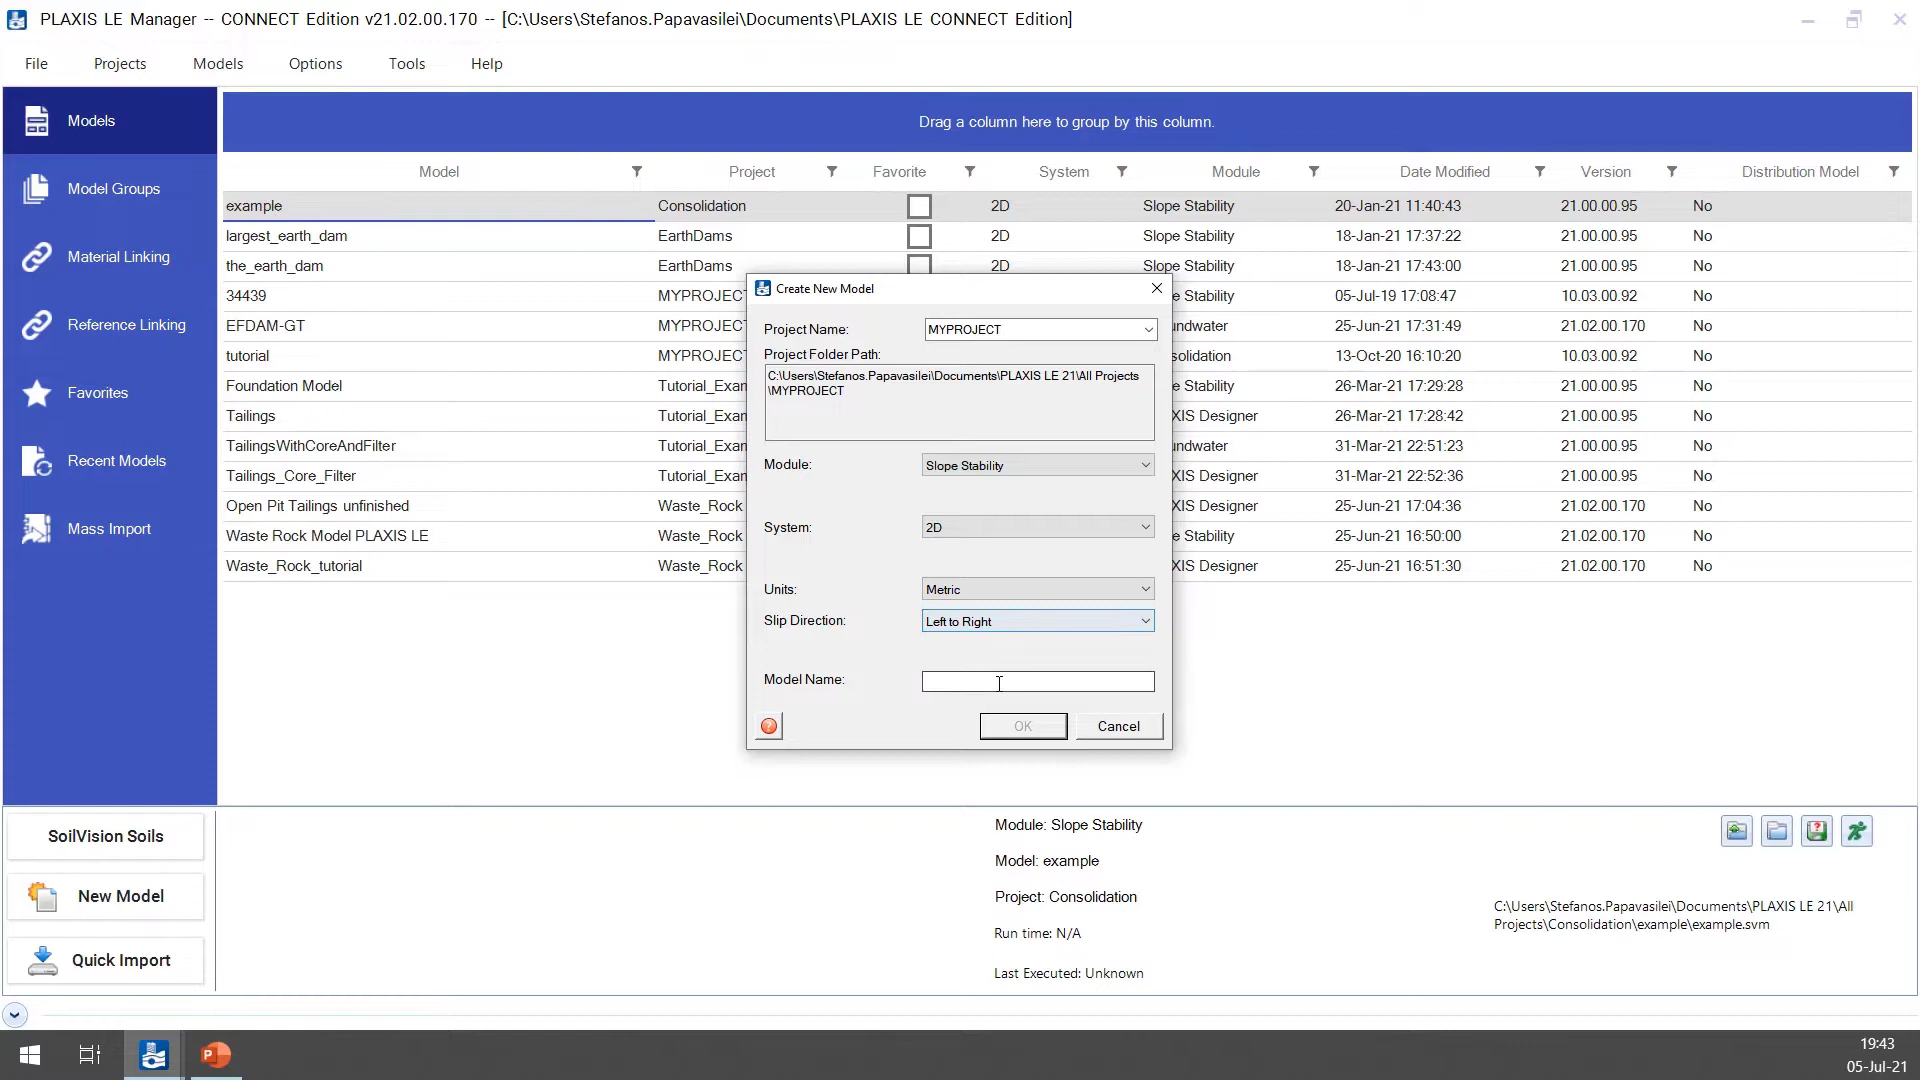 PLAXIS LE Manager -- CONNECT Edition v21.02.00.170 -- [C:\Users\Stefanos.Papavasilei\Documents\PLAXIS LE CONNECT Edition]
File Projects Models Options Tools Help
Models
Model Groups
Material Linking
Reference Linking
Favorites
Recent Models
Mass Import
Drag a column here to group by this column.
Model Project Favorite System Module Date Modified Version Distribution Model
example Consolidation 2D Slope Stability 20-Jan-21 11:40:43 21.00.00.95 No
largest_earth_dam EarthDams 2D Slope Stability 18-Jan-21 17:37:22 21.00.00.95 No
the_earth_dam EarthDams 2D Slope Stability 18-Jan-21 17:43:00 21.00.00.95 No
34439 MYPROJEC e Stability 05-Jul-19 17:08:47 10.03.00.92 No
EFDAM-GT MYPROJEC undwater 25-Jun-21 17:31:49 21.02.00.170 No
tutorial MYPROJEC solidation 13-Oct-20 16:10:20 10.03.00.92 No
Foundation Model Tutorial_Exar e Stability 26-Mar-21 17:29:28 21.00.00.95 No
Tailings Tutorial_Exar XIS Designer 26-Mar-21 17:28:42 21.00.00.95 No
TailingsWithCoreAndFilter Tutorial_Exar undwater 31-Mar-21 22:51:23 21.00.00.95 No
Tailings_Core_Filter Tutorial_Exar XIS Designer 31-Mar-21 22:52:36 21.00.00.95 No
Open Pit Tailings unfinished Waste_Rock XIS Designer 25-Jun-21 17:04:36 21.02.00.170 No
Waste Rock Model PLAXIS LE Waste_Rock e Stability 25-Jun-21 16:50:00 21.02.00.170 No
Waste_Rock_tutorial Waste_Rock XIS Designer 25-Jun-21 16:51:30 21.02.00.170 No
Create New Model
Project Name: MYPROJECT
Project Folder Path:
C:\Users\Stefanos.Papavasilei\Documents\PLAXIS LE 21\All Projects
\MYPROJECT
Module: Slope Stability
System: 2D
Units: Metric
Slip Direction: Left to Right
Model Name:
OK Cancel
SoilVision Soils
New Model
Quick Import
Module: Slope Stability
Model: example
Project: Consolidation
Run time: N/A
Last Executed: Unknown
C:\Users\Stefanos.Papavasilei\Documents\PLAXIS LE 21\All
Projects\Consolidation\example\example.svm
19:43
05-Jul-21